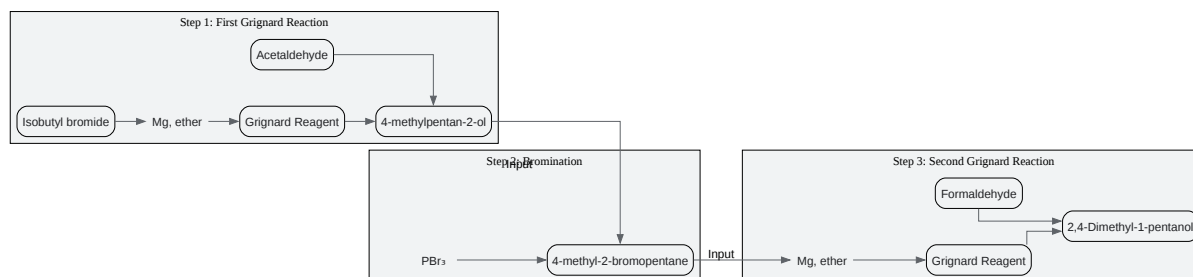 Step 1: First Grignard Reaction
Acetaldehyde
Isobutyl bromide
Mg, ether
Grignard Reagent
4-methylpentan-2-ol
Step 2: Bromination
Input
PBr₃
4-methyl-2-bromopentane
Input
Step 3: Second Grignard Reaction
Formaldehyde
Mg, ether
Grignard Reagent
2,4-Dimethyl-1-pentanol